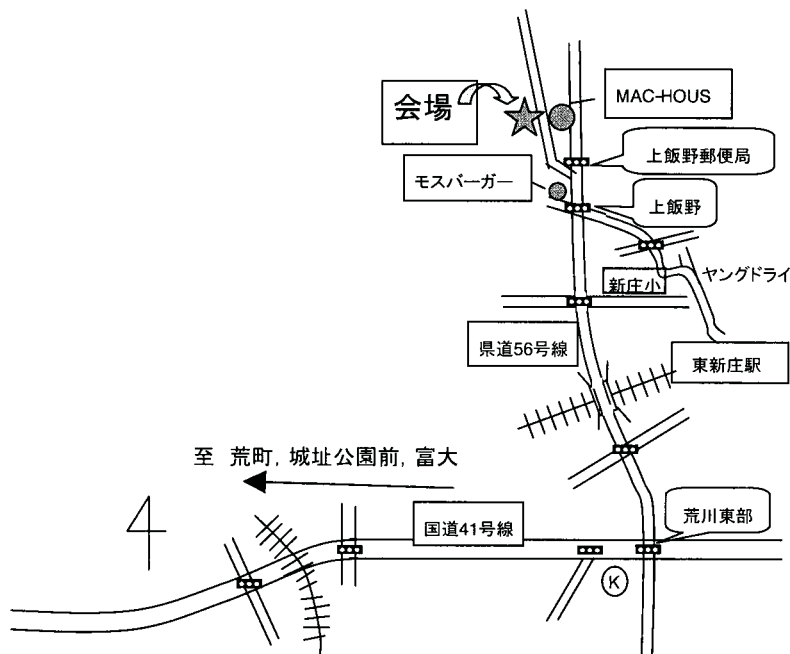 会場
MAC-HOUS
上飯野郵便局
モスバーガー
上飯野
新庄小
ヤングドライ
県道56号線
東新庄駅
至 荒町, 城址公園前, 富大
国道41号線
荒川東部
K